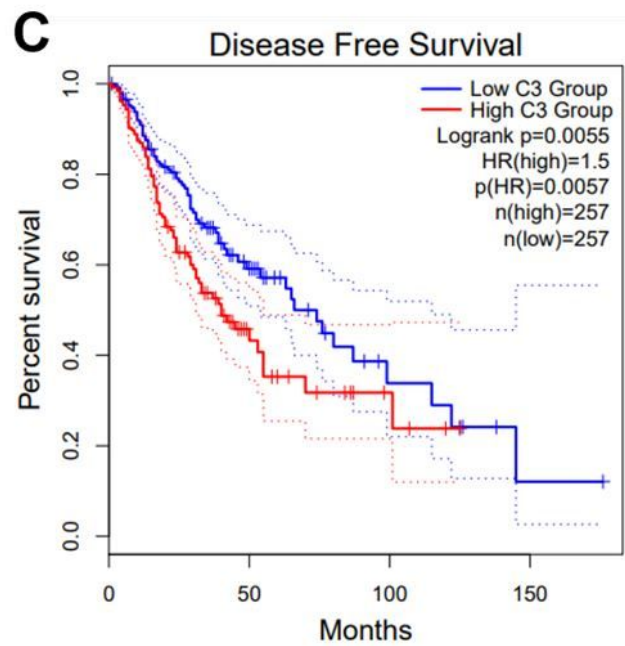 C
Disease Free Survival
Low C3 Group
High C3 Group
Logrank p=0.0055
HR(high)=1.5
p(HR)=0.0057
n(high)=257
n(low)=257
Percent survival
1.0
0.8
0.6
0.4
0.2
0.0
0 50 100 150
Months